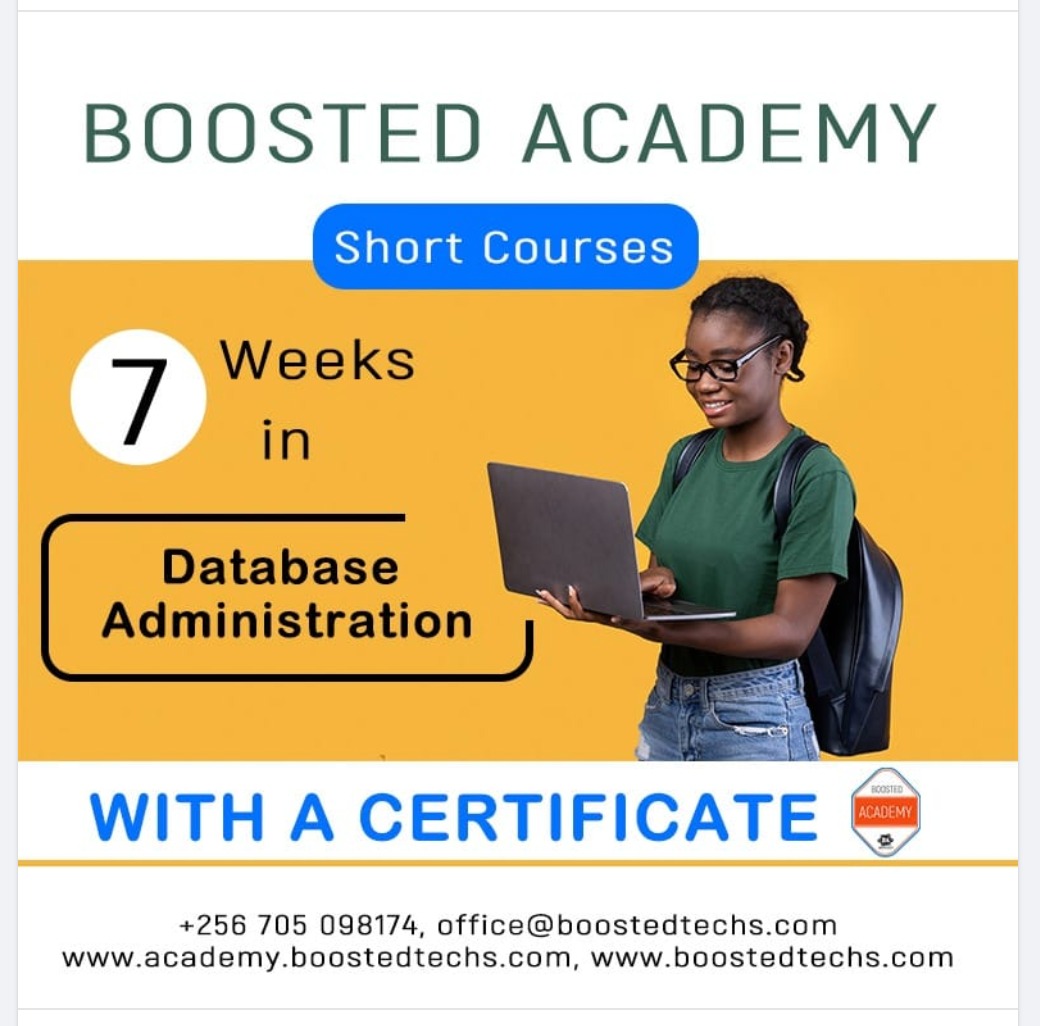 BOOSTED ACADEMY
Short Courses
7 Weeks
in
Database
Administration
WITH A CERTIFICATE
BOOSTED
ACADEMY
+256 705 098174, office@boostedtechs.com
www.academy.boostedtechs.com, www.boostedtechs.com